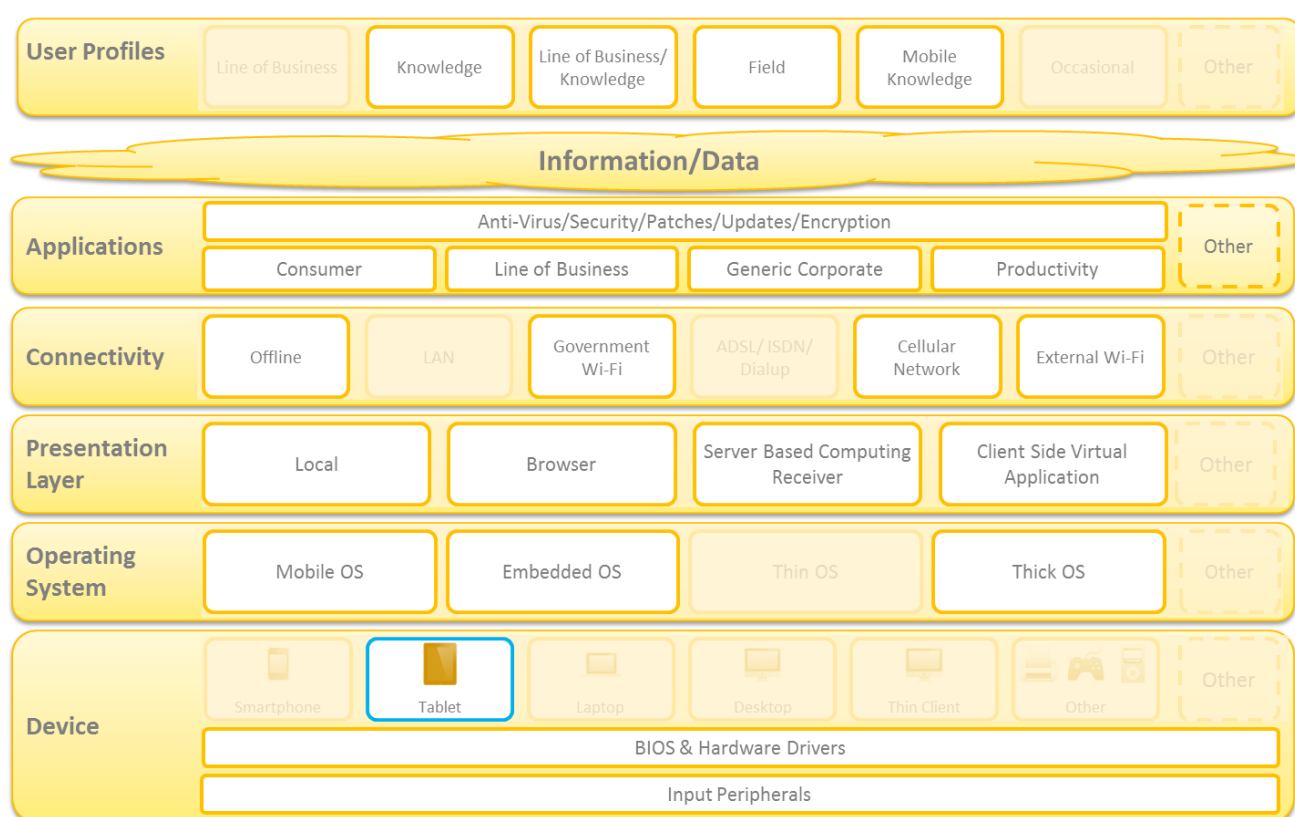 User Profiles
Line of Business
Knowledge
Line of Business/
Knowledge
Field
Mobile
Knowledge
Occasional
Other
Information/Data
Applications
Anti-Virus/Security/Patches/Updates/Encryption
Consumer
Line of Business
Generic Corporate
Productivity
Other
Connectivity
Offline
LAN
Government
Wi-Fi
ADSL/ ISDN/
Dialup
Cellular
Network
External Wi-Fi
Other
Presentation
Layer
Local
Browser
Server Based Computing
Receiver
Client Side Virtual
Application
Other
Operating
System
Mobile OS
Embedded OS
Thin OS
Thick OS
Other
Device
Smartphone
Tablet
Laptop
Desktop
Thin Client
Other
Other
BIOS & Hardware Drivers
Input Peripherals